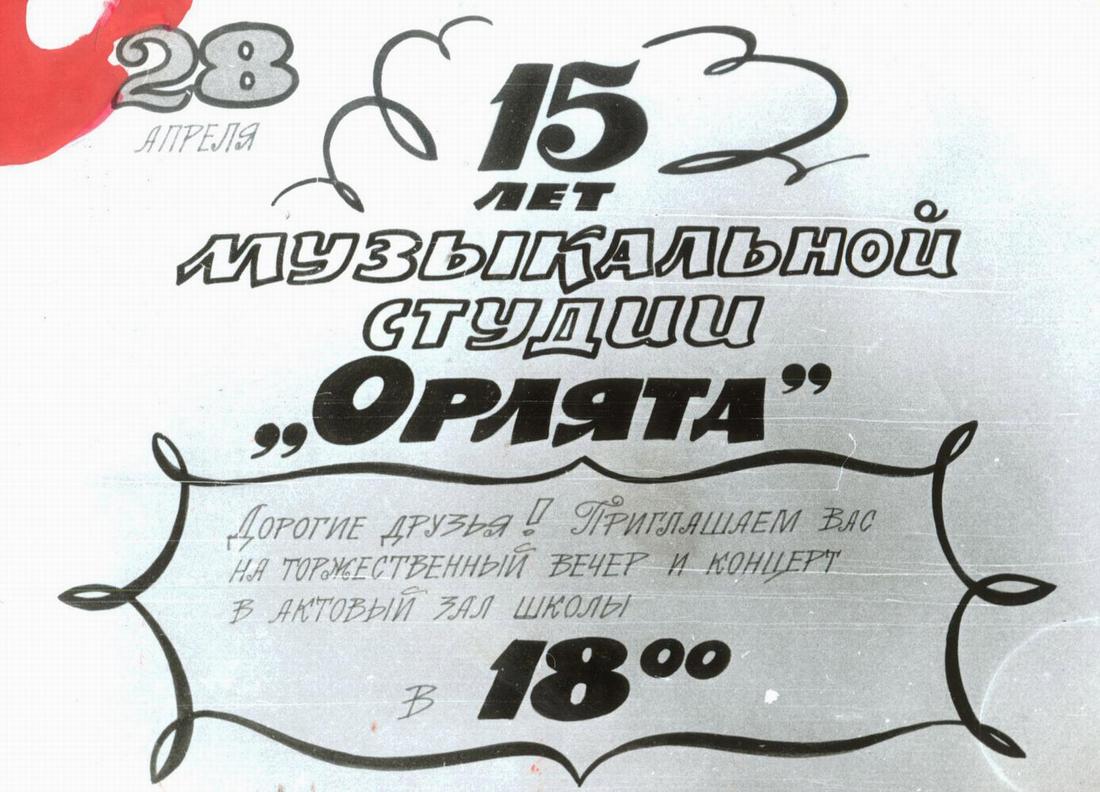 28
АПРЕЛЯ
15
ЛЕТ
МУЗЫКАЛЬНОЙ
СТУДИИ
„ОРЛЯТА”
ДОРОГИЕ ДРУЗЬЯ! ПРИГЛАШАЕМ ВАС
НА ТОРЖЕСТВЕННЫЙ ВЕЧЕР И КОНЦЕРТ
В АКТОВЫЙ ЗАЛ ШКОЛЫ
В 18⁰⁰